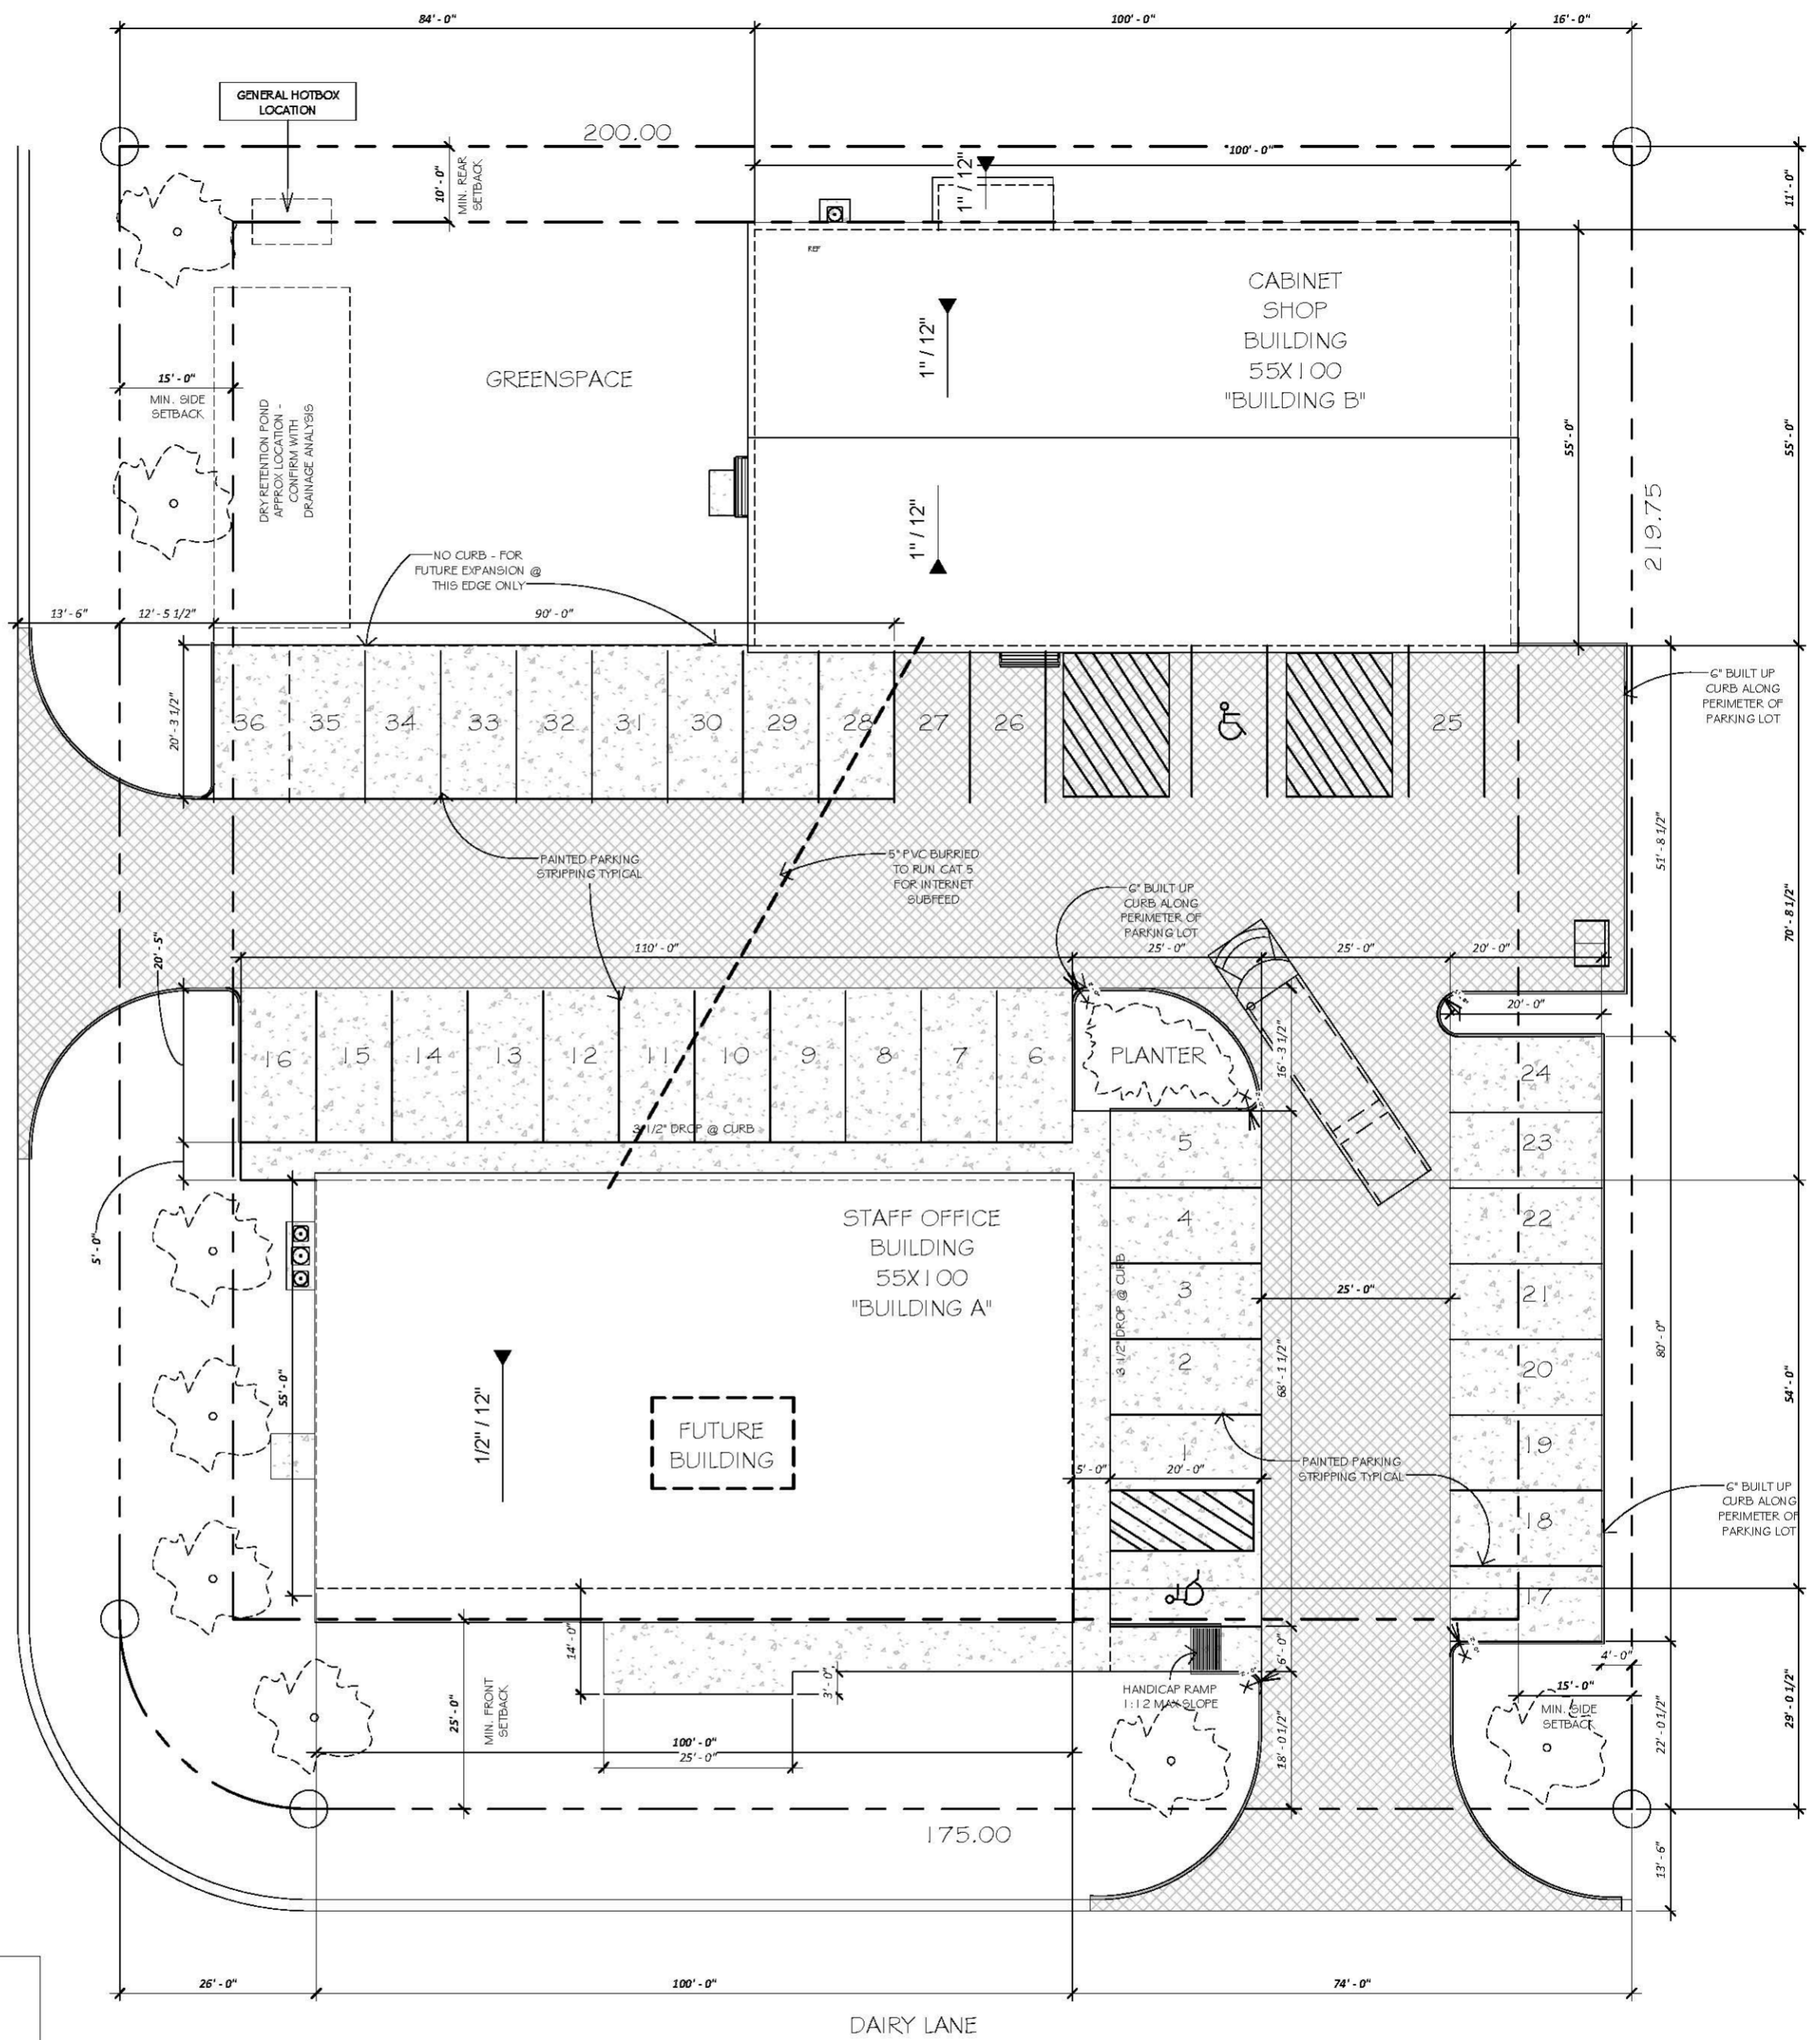 84' - 0"
100' - 0"
16' - 0"
GENERAL HOTBOX
LOCATION
200.00
100' - 0"
10' - 0"
MIN. REAR
SETBACK
1" / 12"
11' - 0"
REF
CABINET
SHOP
BUILDING
55X100
"BUILDING B"
1" / 12"
GREENSPACE
15' - 0"
MIN. SIDE
SETBACK
DRY RETENTION POND
APPROX LOCATION -
CONFIRM WITH
DRAINAGE ANALYSIS
55' - 0"
55' - 0"
219.75
1" / 12"
NO CURB - FOR
FUTURE EXPANSION @
THIS EDGE ONLY
13' - 6"
12' - 5 1/2"
90' - 0"
20' - 3 1/2"
36
35
34
33
32
31
30
29
28
27
26
25
6" BUILT UP
CURB ALONG
PERIMETER OF
PARKING LOT
51' - 8 1/2"
70' - 8 1/2"
PAINTED PARKING
STRIPPING TYPICAL
5" PVC BURRIED
TO RUN CAT 5
FOR INTERNET
SUBFEED
6" BUILT UP
CURB ALONG
PERIMETER OF
PARKING LOT
20' - 5"
110' - 0"
25' - 0"
25' - 0"
20' - 0"
20' - 0"
16
15
14
13
12
11
10
9
8
7
6
PLANTER
16' - 3 1/2"
24
3 1/2" DROP @ CURB
5
23
5' - 0"
STAFF OFFICE
BUILDING
55X100
"BUILDING A"
4
22
3 1/2" DROP @ CURB
3
25' - 0"
21
80' - 0"
2
68' - 1 1/2"
20
54' - 0"
55' - 0"
1/2" / 12"
FUTURE
BUILDING
1
19
5' - 0"
20' - 0"
PAINTED PARKING
STRIPPING TYPICAL
18
6" BUILT UP
CURB ALONG
PERIMETER OF
PARKING LOT
17
14' - 0"
3' - 0"
6' - 0"
4' - 0"
HANDICAP RAMP
1:12 MAX SLOPE
15' - 0"
MIN. SIDE
SETBACK
25' - 0"
MIN. FRONT
SETBACK
100' - 0"
25' - 0"
18' - 0 1/2"
22' - 0 1/2"
29' - 0 1/2"
175.00
13' - 6"
26' - 0"
100' - 0"
74' - 0"
DAIRY LANE